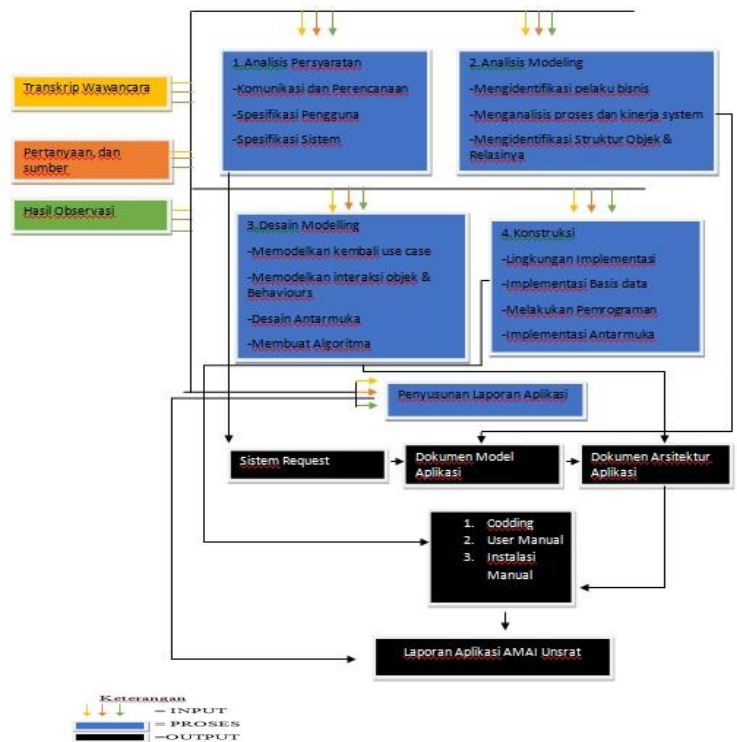 Transkrip Wawancara
Pertanyaan, dan
sumber
Hasil Observasi
1.Analisis Persyaratan
-Komunikasi dan Perencanaan
-Spesifikasi Pengguna
-Spesifikasi Sistem
2.Analisis Modeling
-Mengidentifikasi pelaku bisnis
-Menganalisis proses dan kinerja system
-Mengidentifikasi Struktur Objek &
Relasinya
3.Desain Modelling
-Memodelkan kembali use case
-Memodelkan interaksi objek &
Behaviours
-Desain Antarmuka
-Membuat Algoritma
4.Konstruksi
-Lingkungan Implementasi
-Implementasi Basis data
-Melakukan Pemrograman
-Implementasi Antarmuka
Penyusunan Laporan Aplikasi
Sistem Request
Dokumen Model
Aplikasi
Dokumen Arsitektur
Aplikasi
1. Codding
2. User Manual
3. Instalasi
Manual
Laporan Aplikasi AMAI Unsrat
Keterangan
= INPUT
= PROSES
=OUTPUT